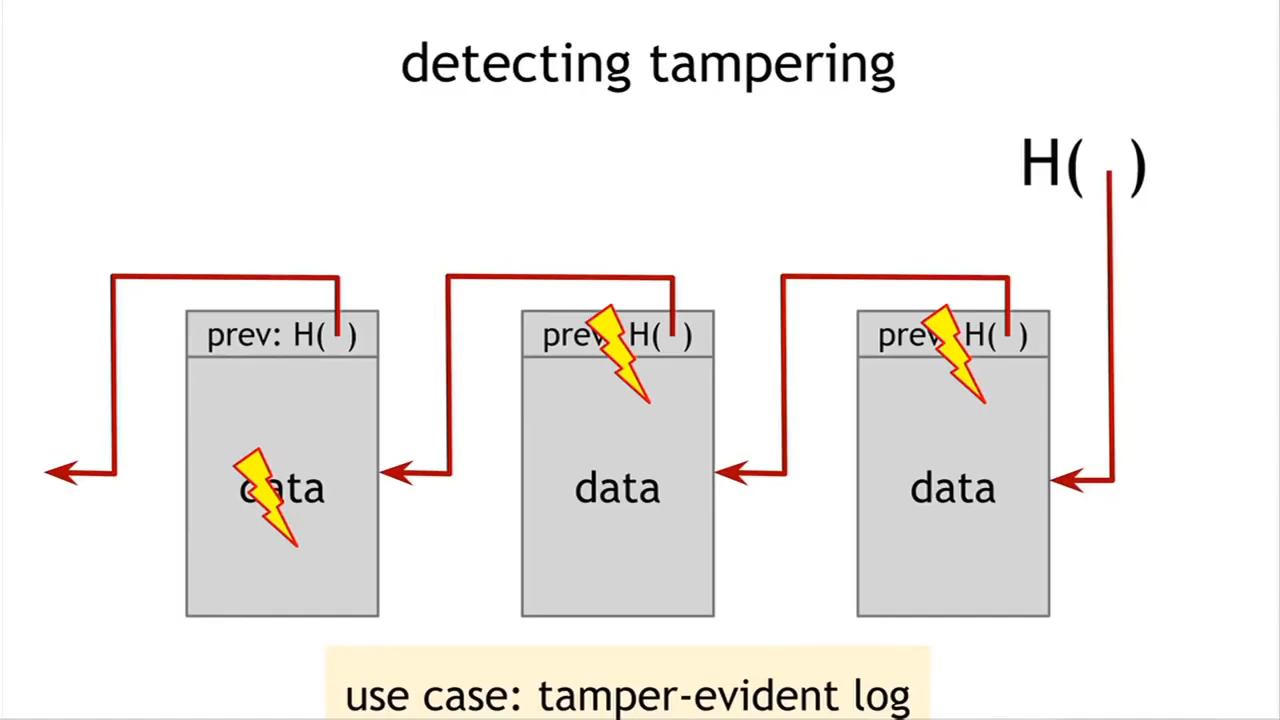 detecting tampering
H( )
prev: H( )
prev: H( )
prev: H( )
data
data
data
use case: tamper-evident log